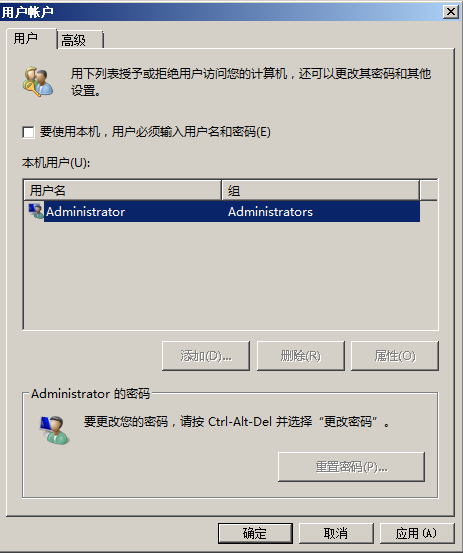 用户帐户
用户
高级
用下列表授予或拒绝用户访问您的计算机，还可以更改其密码和其他
设置。
要使用本机，用户必须输入用户名和密码(E)
本机用户(U):
用户名 组
Administrator Administrators
添加(D)... 删除(R) 属性(O)
Administrator 的密码
要更改您的密码，请按 Ctrl-Alt-Del 并选择“更改密码”。
重置密码(P)...
确定 取消 应用(A)